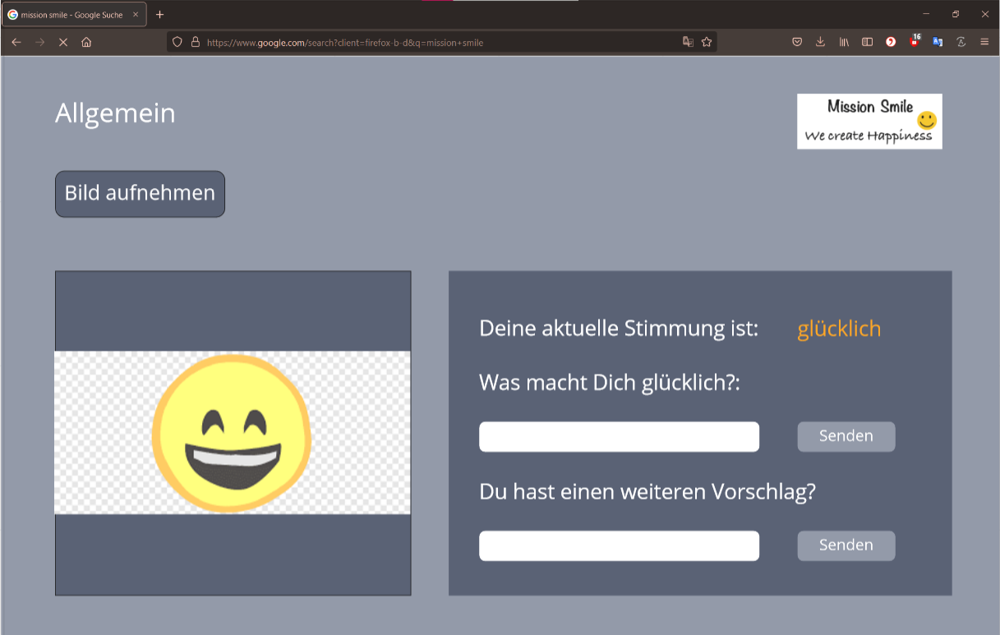 mission smile - Google Suche
https://www.google.com/search?client=firefox-b-d&q=mission+smile
16
Allgemein
Mission Smile
We create Happiness
Bild aufnehmen
Deine aktuelle Stimmung ist: glücklich
Was macht Dich glücklich?:
Senden
Du hast einen weiteren Vorschlag?
Senden